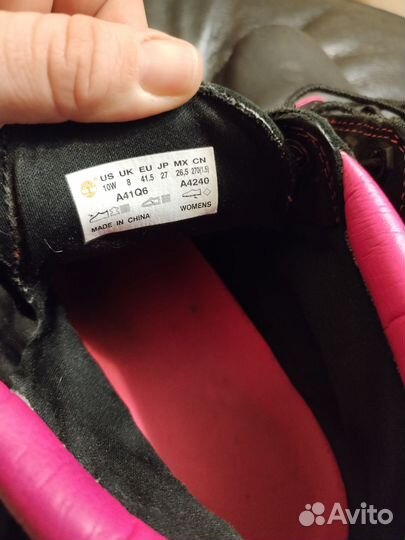 US UK EU JP MX CN
10W 8 41.5 27 26,5 270(1.5)
A41Q6 A4240
WOMENS
MADE IN CHINA
Avito